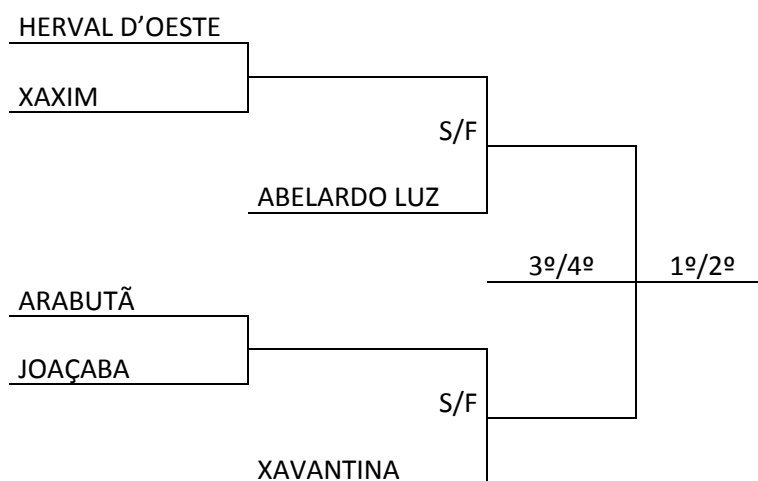 HERVAL D’OESTE
XAXIM
S/F
ABELARDO LUZ
3º/4º
1º/2º
ARABUTÃ
JOAÇABA
S/F
XAVANTINA